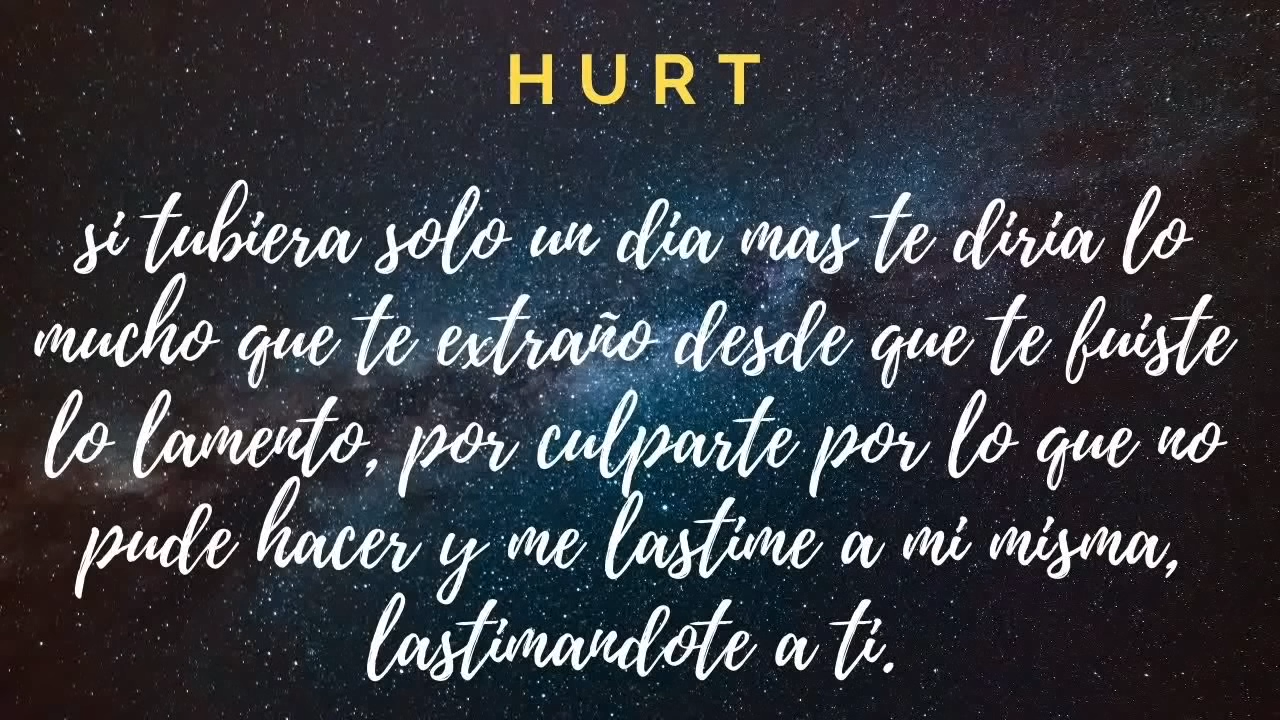 HURT
si tubiera solo un dia mas te diria lo
mucho que te extraño desde que te fuiste
lo lamento, por culparte por lo que no
pude hacer y me lastime a mi misma,
lastimandote a ti.